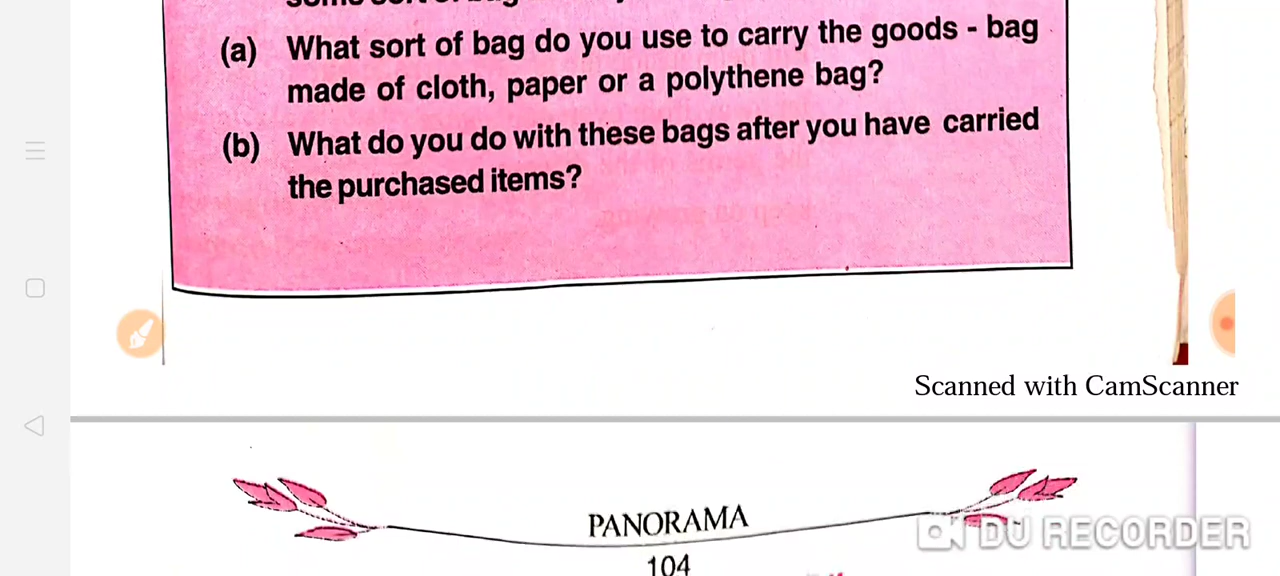 (a) What sort of bag do you use to carry the goods - bag
made of cloth, paper or a polythene bag?
(b) What do you do with these bags after you have carried
the purchased items?
Scanned with CamScanner
PANORAMA
104
DU RECORDER